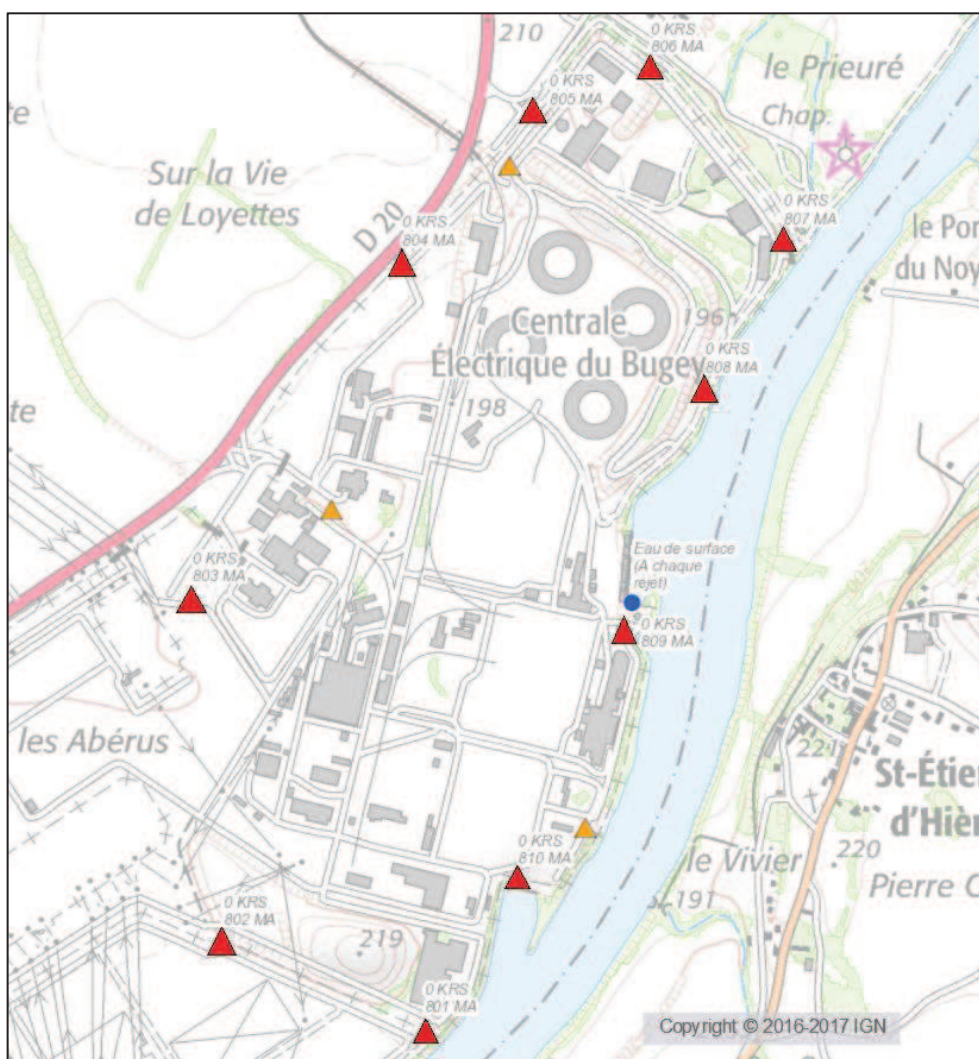 210
0 KRS
806 MA
le Prieuré
Chap.
0 KRS
805 MA
Sur la Vie
de Loyettes
D 20
0 KRS
804 MA
0 KRS
807 MA
le Pon
du Noy
te
Centrale
Électrique du Bugey
196
0 KRS
808 MA
198
te
0 KRS
803 MA
Eau de surface
(A chaque
rejet)
0 KRS
809 MA
les Abérus
221
St-Étie
d'Hièr
0 KRS
810 MA
le Vivier
220
Pierre C
191
0 KRS
802 MA
219
0 KRS
801 MA
Copyright © 2016-2017 IGN